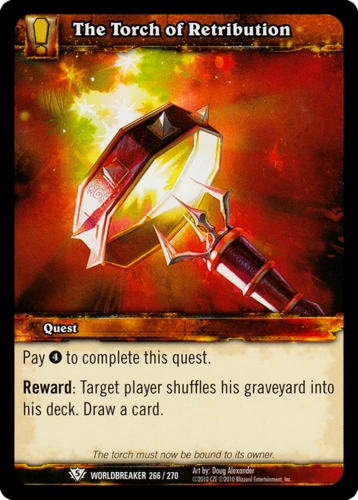 The Torch of Retribution
Quest
Pay 4 to complete this quest.
Reward: Target player shuffles his graveyard into
his deck. Draw a card.
The torch must now be bound to its owner.
WORLDBREAKER 266 / 270
Art by: Doug Alexander
©2010 CZE ©2010 Blizzard Entertainment, Inc.